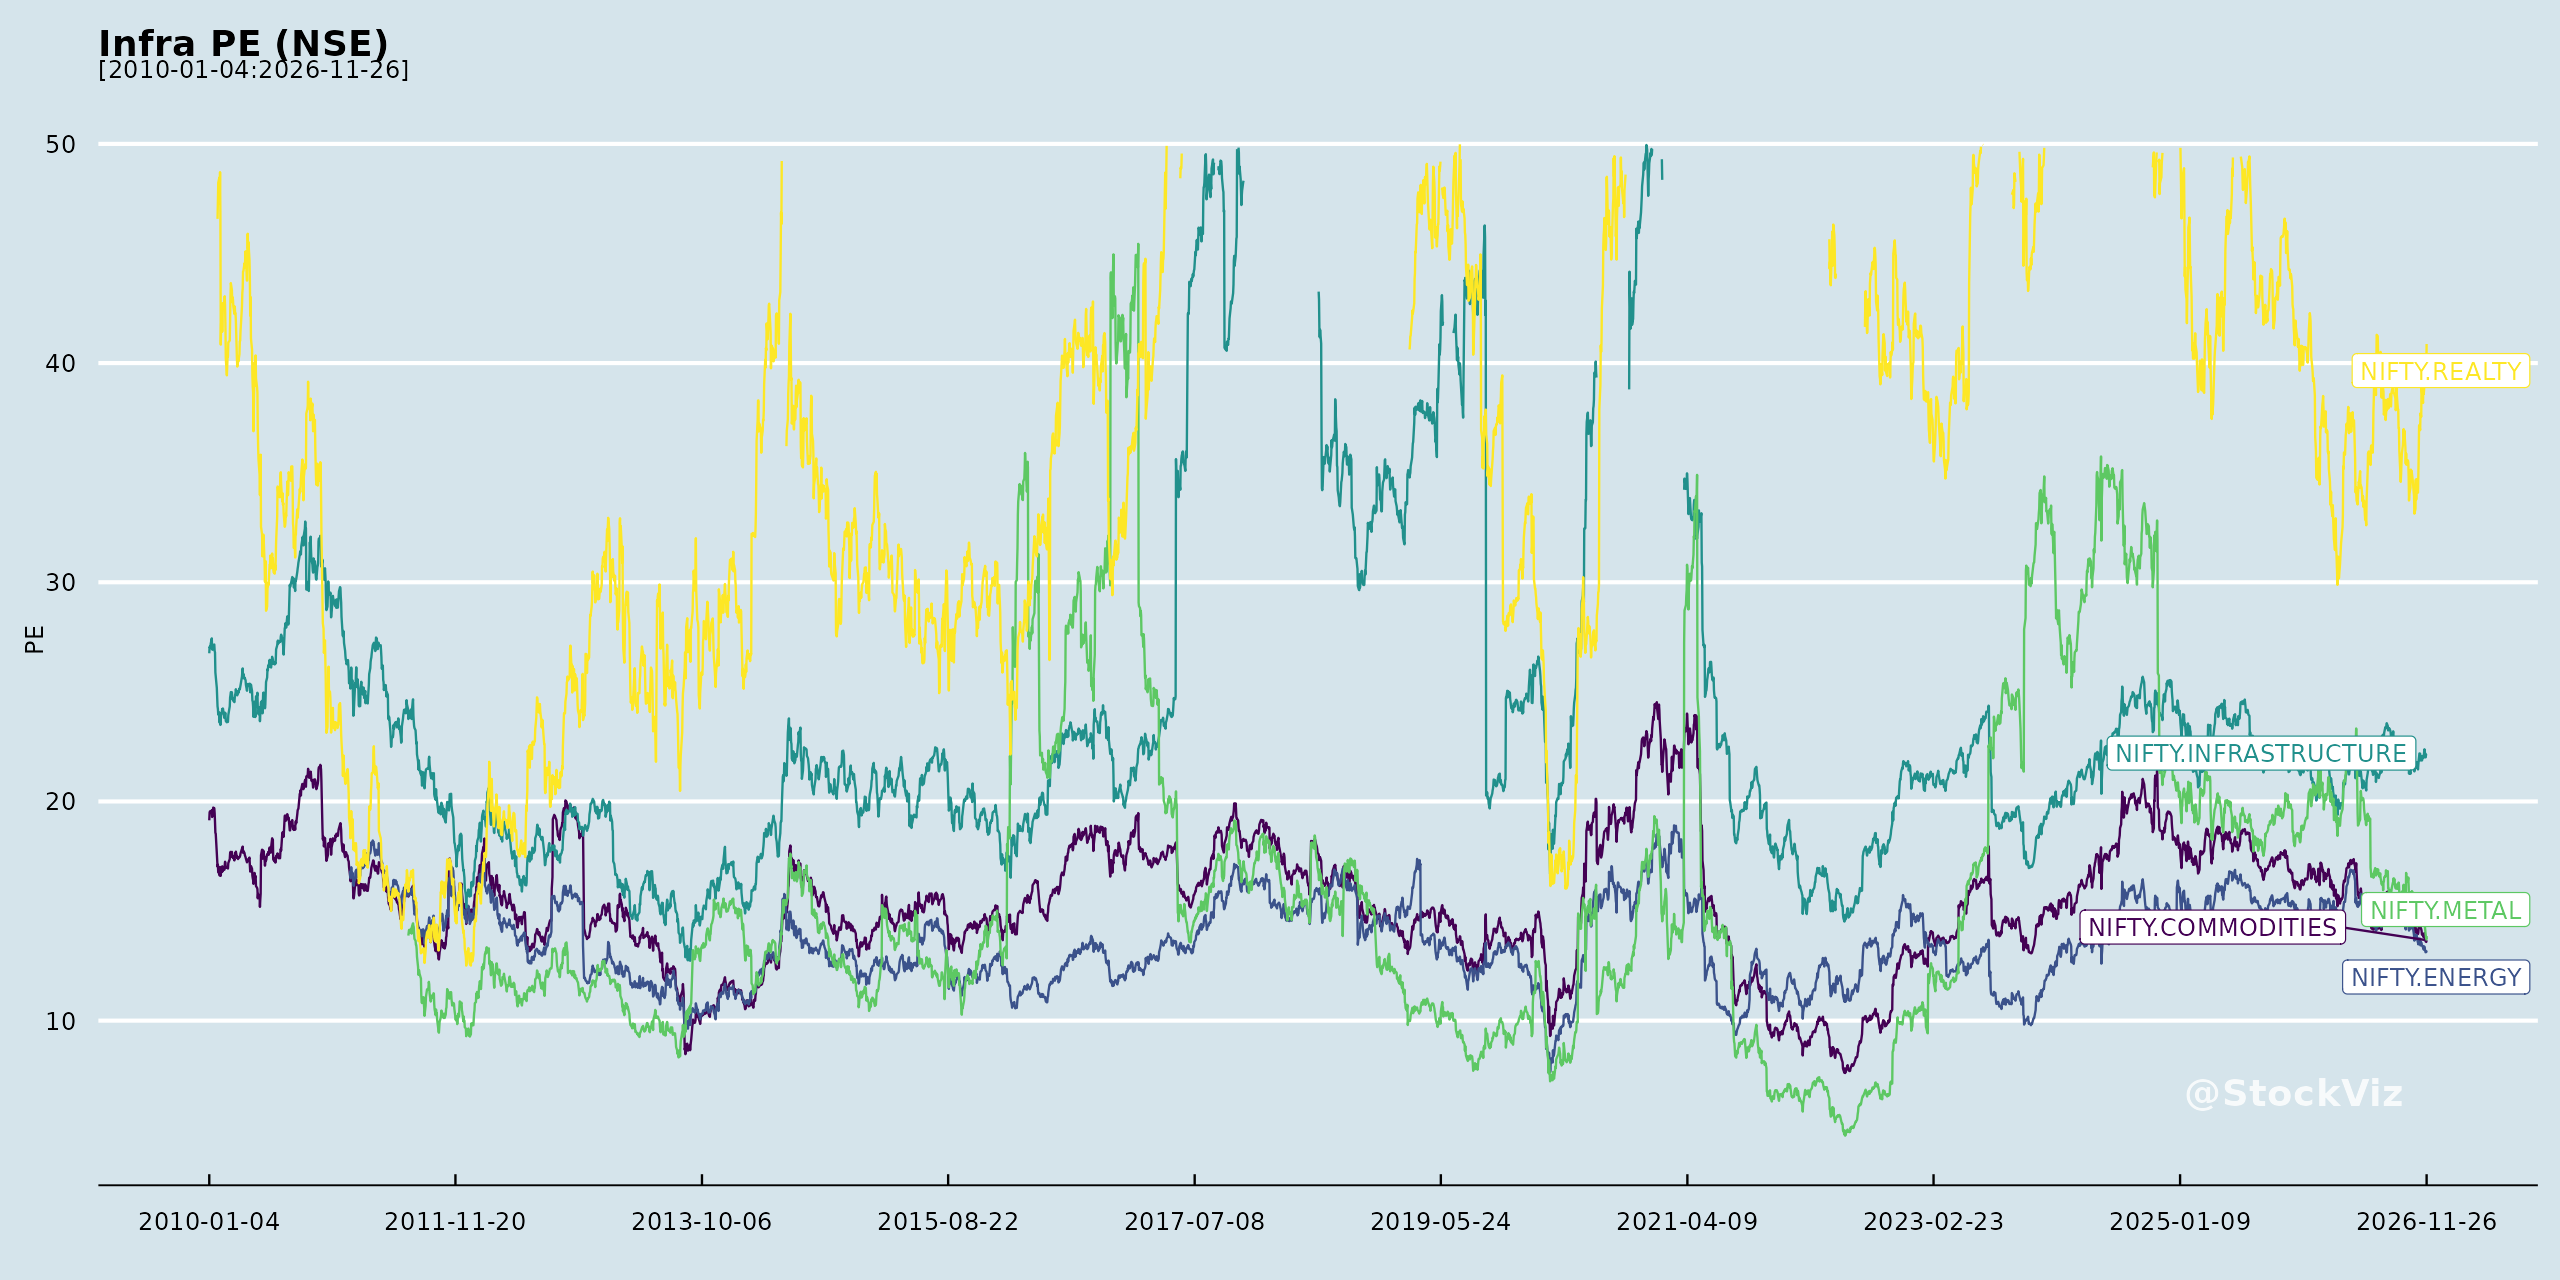 Infra PE (NSE)
[2010-01-04:2026-11-26]
50
40
30
20
10
PE
NIFTY.REALTY
NIFTY.INFRASTRUCTURE
NIFTY.METAL
NIFTY.COMMODITIES
NIFTY.ENERGY
@StockViz
2010-01-04 2011-11-20 2013-10-06 2015-08-22 2017-07-08 2019-05-24 2021-04-09 2023-02-23 2025-01-09 2026-11-26